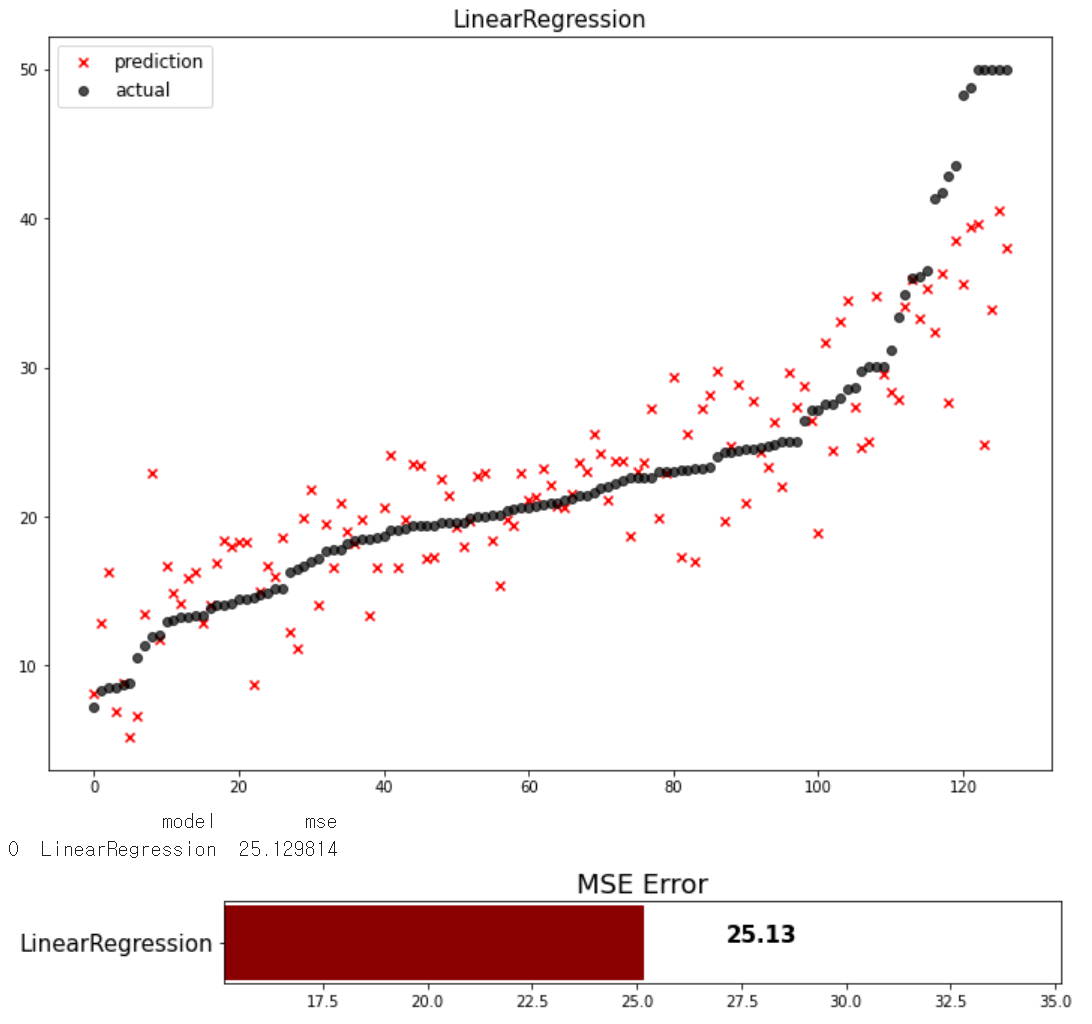 LinearRegression
prediction
actual
50
40
30
20
10
0 20 40 60 80 100 120
model mse
0 LinearRegression 25.129814
MSE Error
LinearRegression
25.13
17.5 20.0 22.5 25.0 27.5 30.0 32.5 35.0